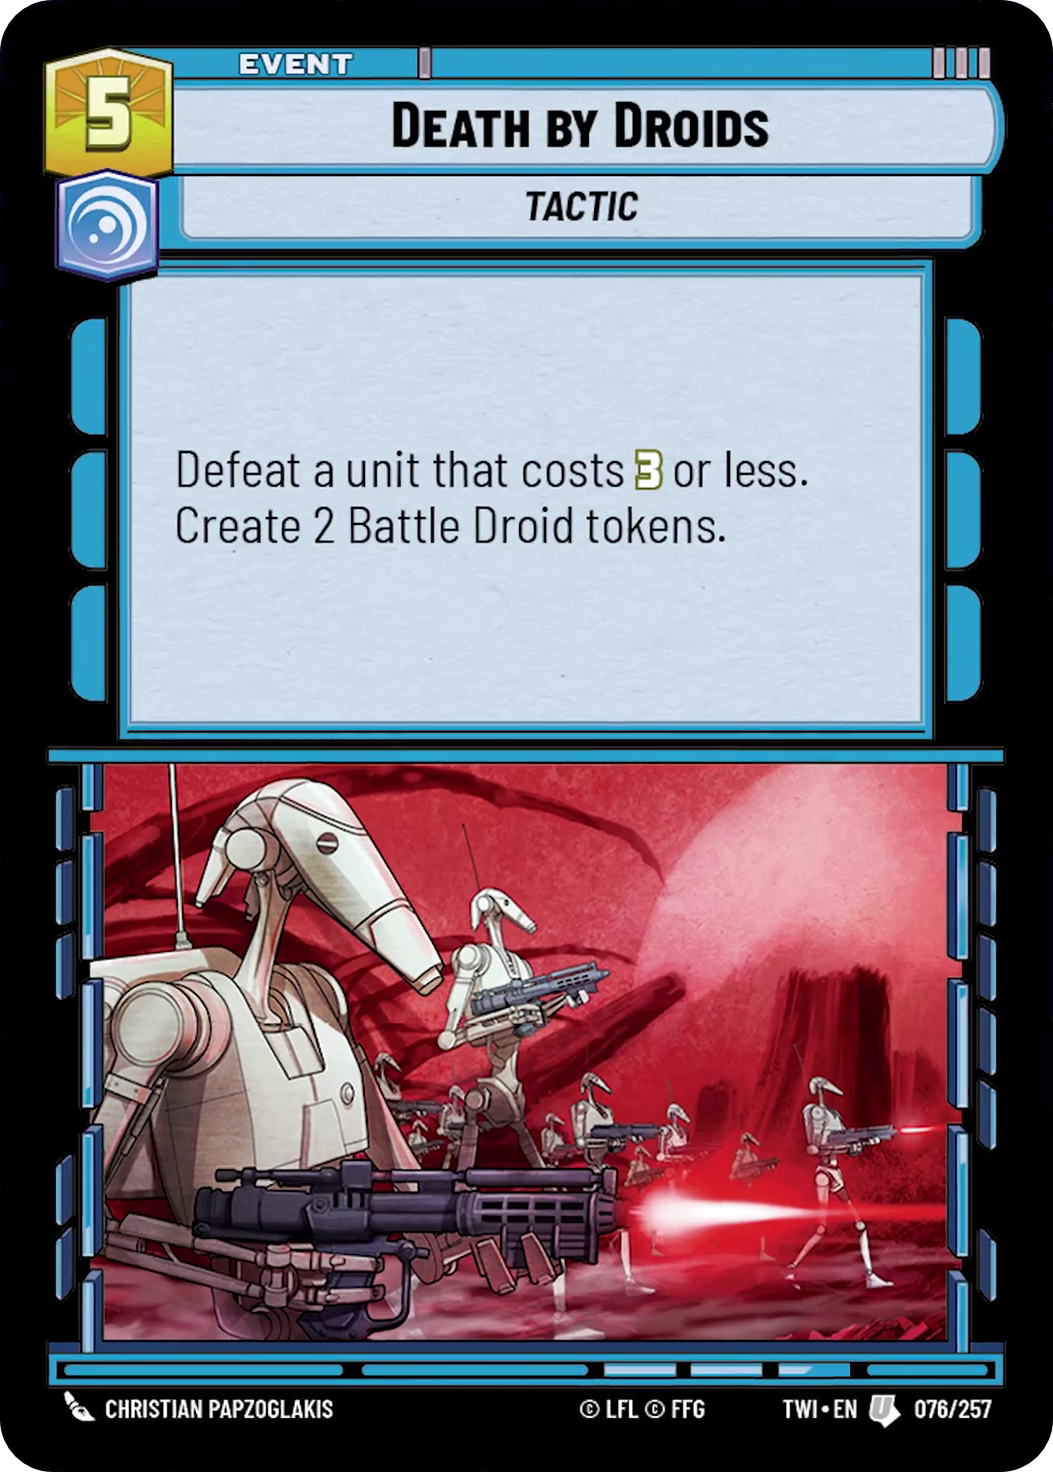 EVENT
5
DEATH BY DROIDS
TACTIC
Defeat a unit that costs 3 or less.
Create 2 Battle Droid tokens.
CHRISTIAN PAPZOGLAKIS © LFL © FFG TWI•EN U 076/257